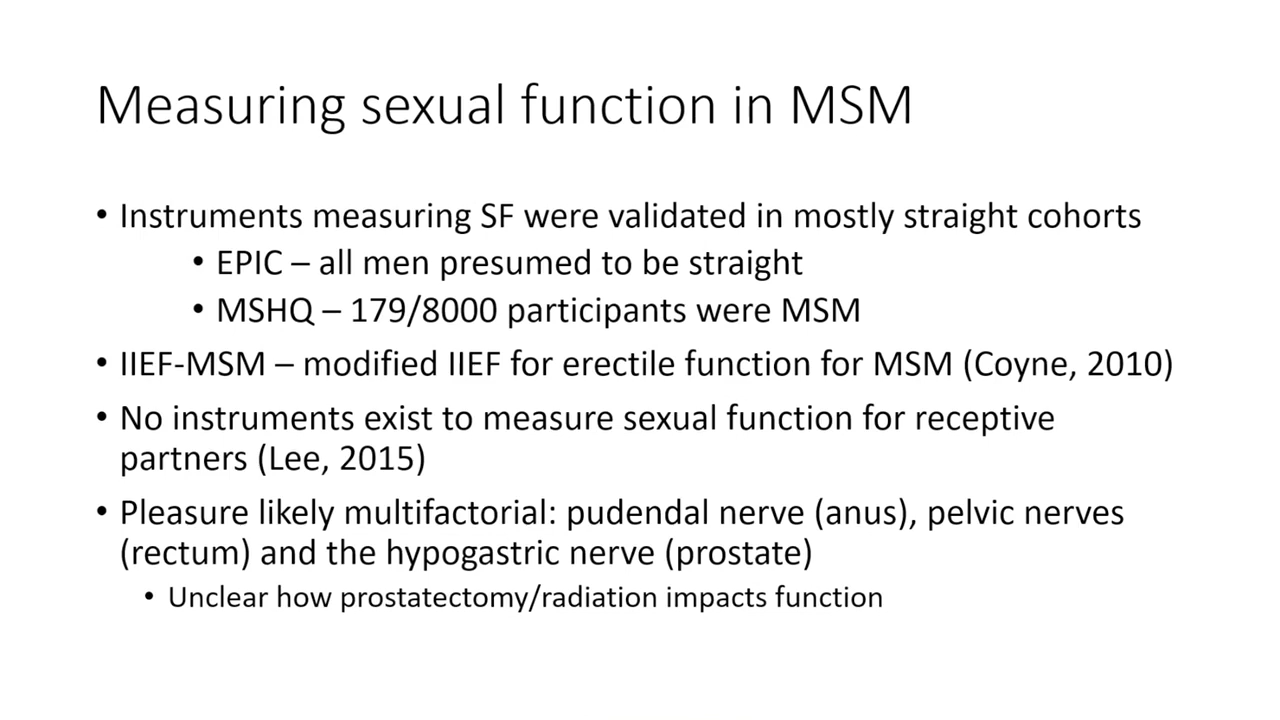 Measuring sexual function in MSM
• Instruments measuring SF were validated in mostly straight cohorts
• EPIC – all men presumed to be straight
• MSHQ – 179/8000 participants were MSM
• IIEF-MSM – modified IIEF for erectile function for MSM (Coyne, 2010)
• No instruments exist to measure sexual function for receptive
partners (Lee, 2015)
• Pleasure likely multifactorial: pudendal nerve (anus), pelvic nerves
(rectum) and the hypogastric nerve (prostate)
• Unclear how prostatectomy/radiation impacts function